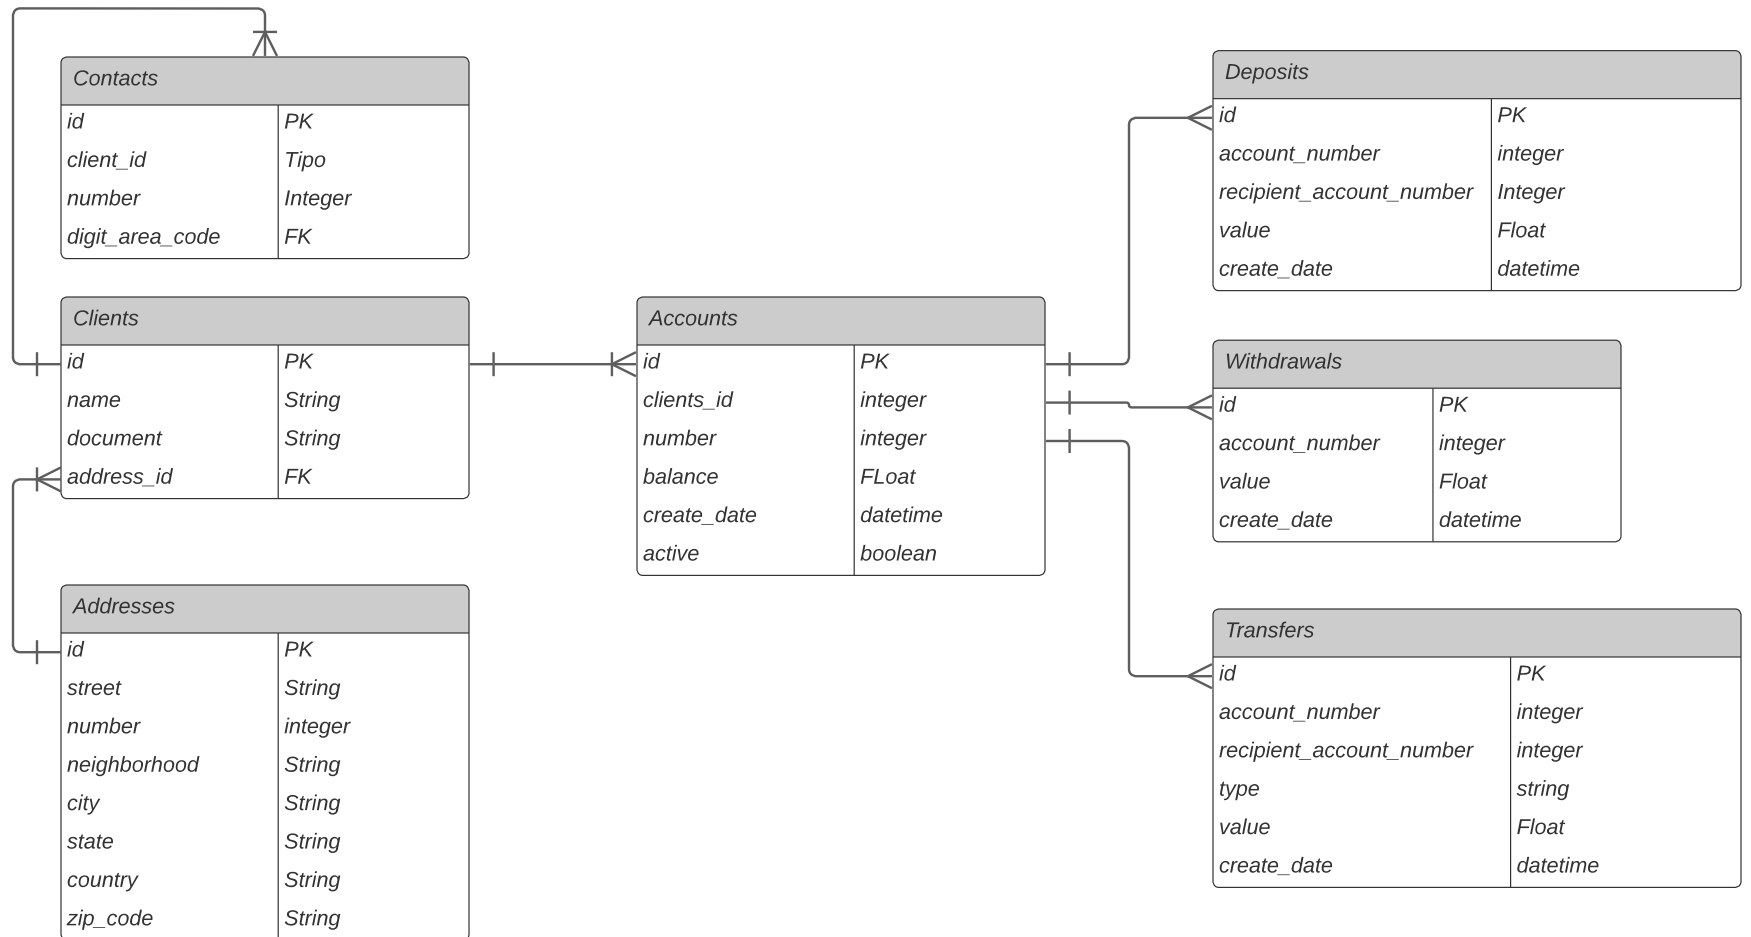 Contacts
id PK
client_id Tipo
number Integer
digit_area_code FK
Clients
id PK
name String
document String
address_id FK
Addresses
id PK
street String
number integer
neighborhood String
city String
state String
country String
zip_code String
Accounts
id PK
clients_id integer
number integer
balance FLoat
create_date datetime
active boolean
Deposits
id PK
account_number integer
recipient_account_number Integer
value Float
create_date datetime
Withdrawals
id PK
account_number integer
value Float
create_date datetime
Transfers
id PK
account_number integer
recipient_account_number integer
type string
value Float
create_date datetime